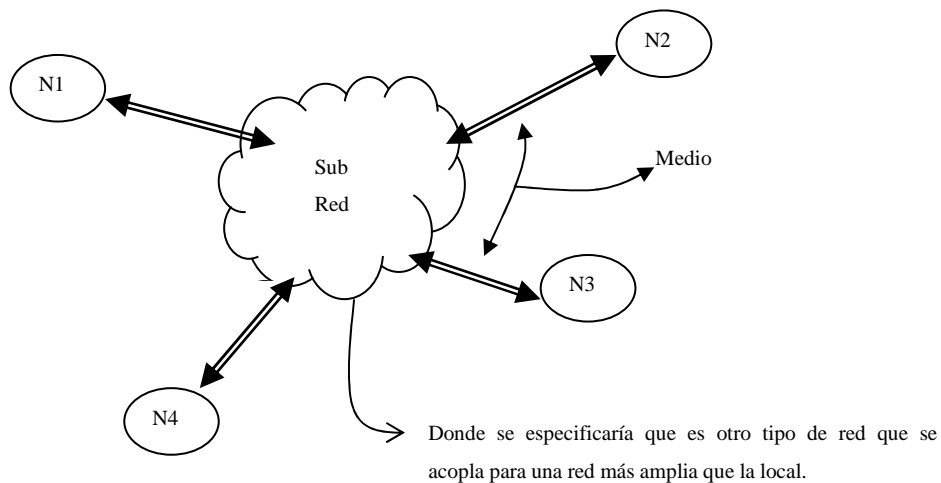 N2
N1
Sub
Red
Medio
N3
N4
Donde se especificaría que es otro tipo de red que se
acopla para una red más amplia que la local.